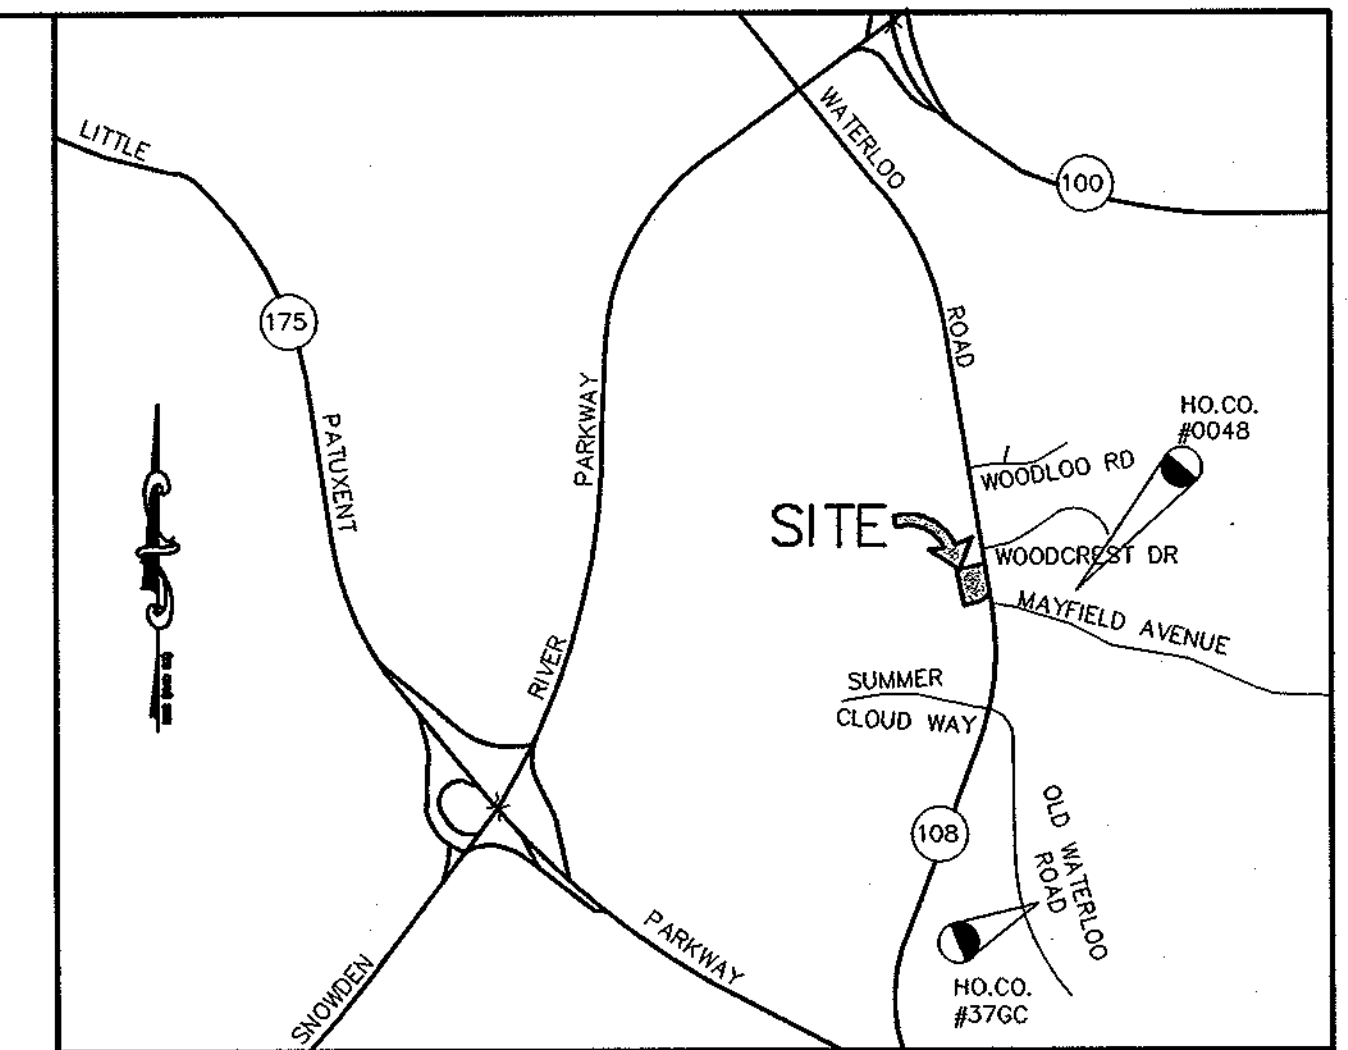 LITTLE
WATERLOO
100
175
ROAD
PATUXENT
PARKWAY
HO.CO.
#0048
WOODLOO RD
SITE
WOODCREST DR
MAYFIELD AVENUE
RIVER
SUMMER
CLOUD WAY
108
OLD WATERLOO
ROAD
PARKWAY
SNOWDEN
HO.CO.
#37GC